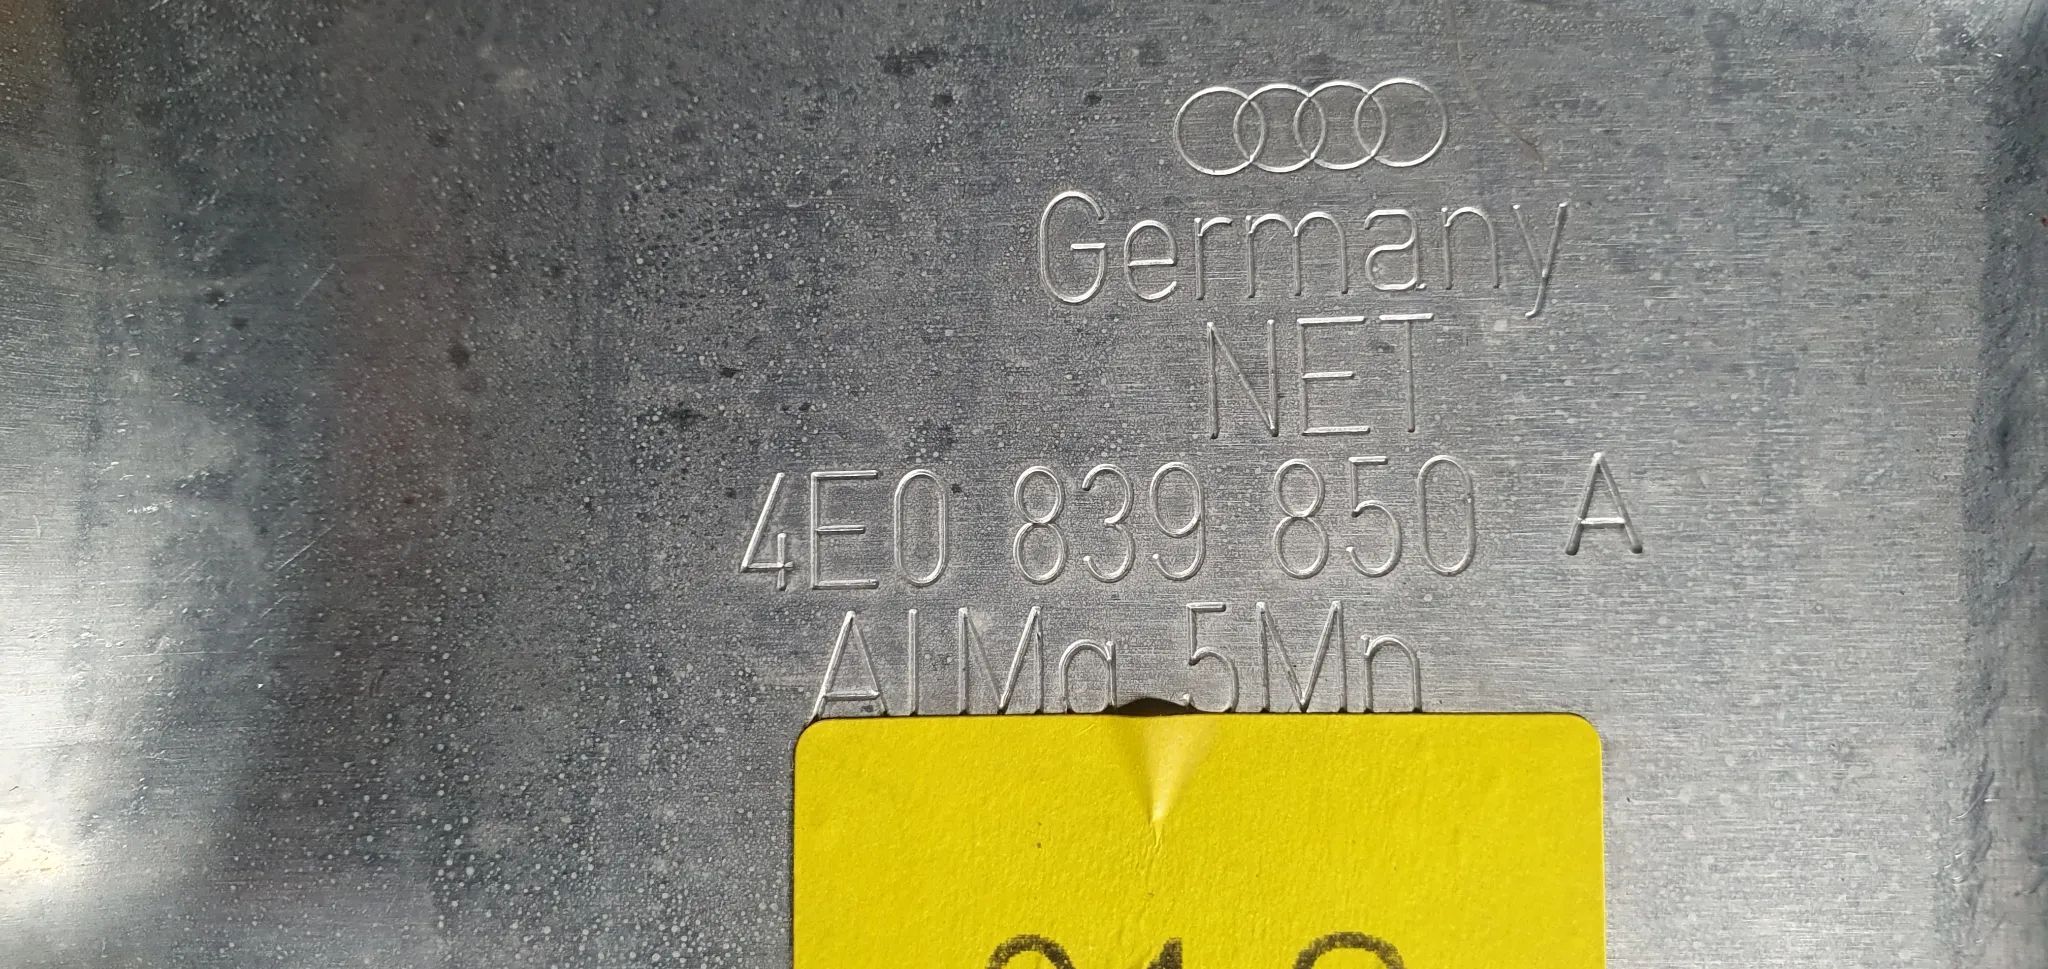 Germany
NET
4E0 839 850 A
AlMg 5Mn